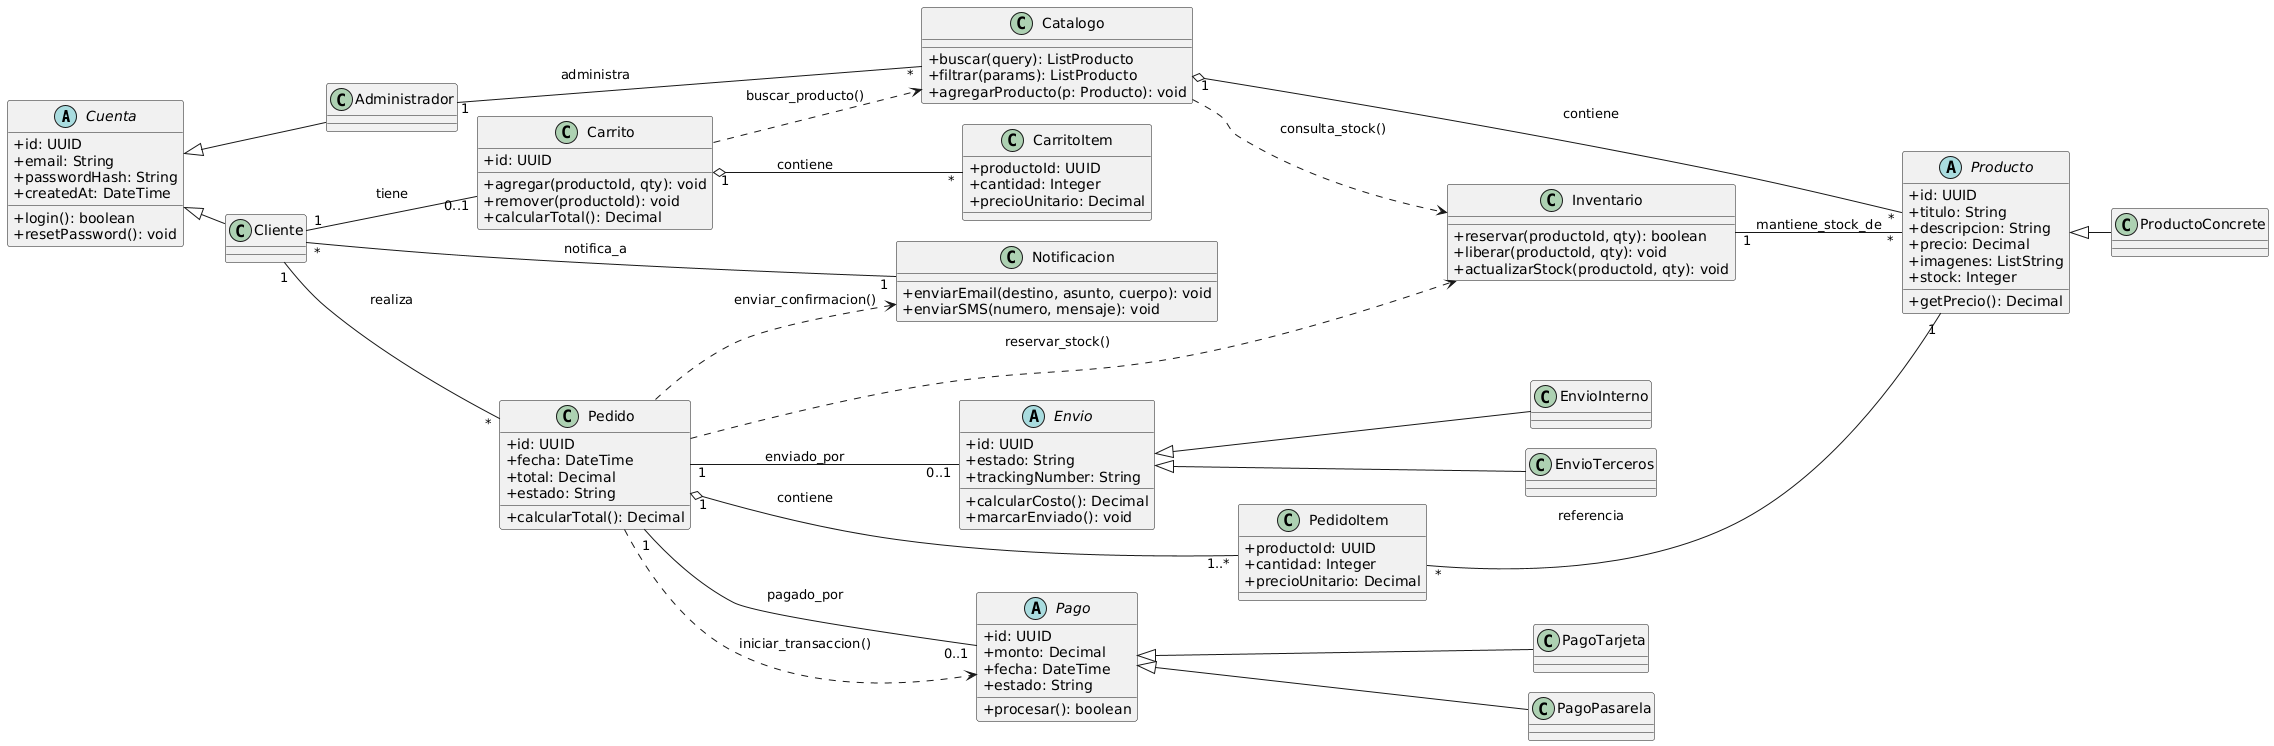 C Catalogo
+buscar(query): ListProducto
+filtrar(params): ListProducto
+agregarProducto(p: Producto): void
A Cuenta
+id: UUID
+email: String
+passwordHash: String
+createdAt: DateTime
+login(): boolean
+resetPassword(): void
C Administrador
1
administra
*
C Cliente
C Carrito
+id: UUID
+agregar(productoId, qty): void
+remover(productoId): void
+calcularTotal(): Decimal
buscar_producto()
1
tiene
0..1
1
contiene
*
C CarritoItem
+productoId: UUID
+cantidad: Integer
+precioUnitario: Decimal
consulta_stock()
1
contiene
*
C Inventario
+reservar(productoId, qty): boolean
+liberar(productoId, qty): void
+actualizarStock(productoId, qty): void
1
mantiene_stock_de
*
A Producto
+id: UUID
+titulo: String
+descripcion: String
+precio: Decimal
+imagenes: ListString
+stock: Integer
+getPrecio(): Decimal
C ProductoConcrete
*
notifica_a
1
C Notificacion
+enviarEmail(destino, asunto, cuerpo): void
+enviarSMS(numero, mensaje): void
1
realiza
*
enviar_confirmacion()
reservar_stock()
C Pedido
+id: UUID
+fecha: DateTime
+total: Decimal
+estado: String
+calcularTotal(): Decimal
1
enviado_por
0..1
A Envio
+id: UUID
+estado: String
+trackingNumber: String
+calcularCosto(): Decimal
+marcarEnviado(): void
C EnvioInterno
C EnvioTerceros
1
contiene
1..*
C PedidoItem
+productoId: UUID
+cantidad: Integer
+precioUnitario: Decimal
*
referencia
1
1
pagado_por
0..1
iniciar_transaccion()
A Pago
+id: UUID
+monto: Decimal
+fecha: DateTime
+estado: String
+procesar(): boolean
C PagoTarjeta
C PagoPasarela